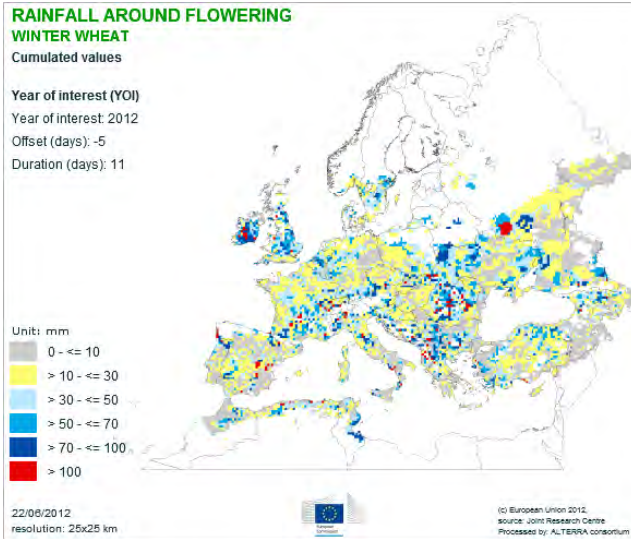 RAINFALL AROUND FLOWERING
WINTER WHEAT
Cumulated values
Year of interest (YOI)
Year of interest: 2012
Offset (days): -5
Duration (days): 11
Unit: mm
0 - <= 10
> 10 - <= 30
> 30 - <= 50
> 50 - <= 70
> 70 - <= 100
> 100
22/06/2012
resolution: 25x25 km
European
Commission
(c) European Union 2012,
source: Joint Research Centre
Processed by: ALTERRA consortium